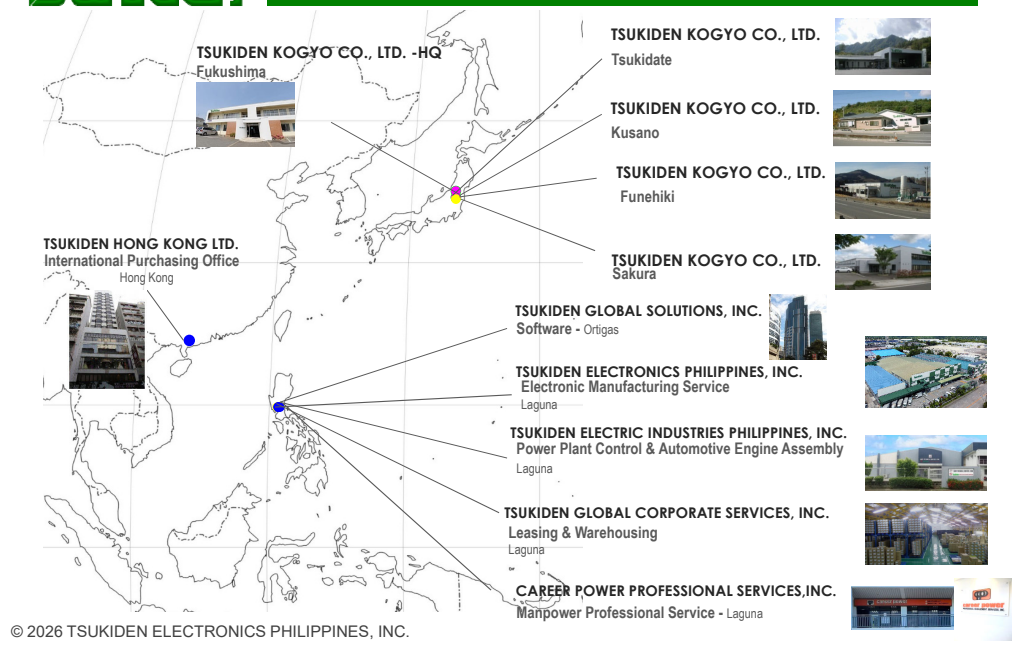 TSUKIDEN KOGYO CO., LTD. -HQ
Fukushima
TSUKIDEN KOGYO CO., LTD.
Tsukidate
TSUKIDEN KOGYO CO., LTD.
Kusano
TSUKIDEN KOGYO CO., LTD.
Funehiki
TSUKIDEN KOGYO CO., LTD.
Sakura
TSUKIDEN HONG KONG LTD.
International Purchasing Office
Hong Kong
TSUKIDEN GLOBAL SOLUTIONS, INC.
Software - Ortigas
TSUKIDEN ELECTRONICS PHILIPPINES, INC.
Electronic Manufacturing Service
Laguna
TSUKIDEN ELECTRIC INDUSTRIES PHILIPPINES, INC.
Power Plant Control & Automotive Engine Assembly
Laguna
TSUKIDEN GLOBAL CORPORATE SERVICES, INC.
Leasing & Warehousing
Laguna
CAREER POWER PROFESSIONAL SERVICES,INC.
Manpower Professional Service - Laguna
career power
© 2026 TSUKIDEN ELECTRONICS PHILIPPINES, INC.